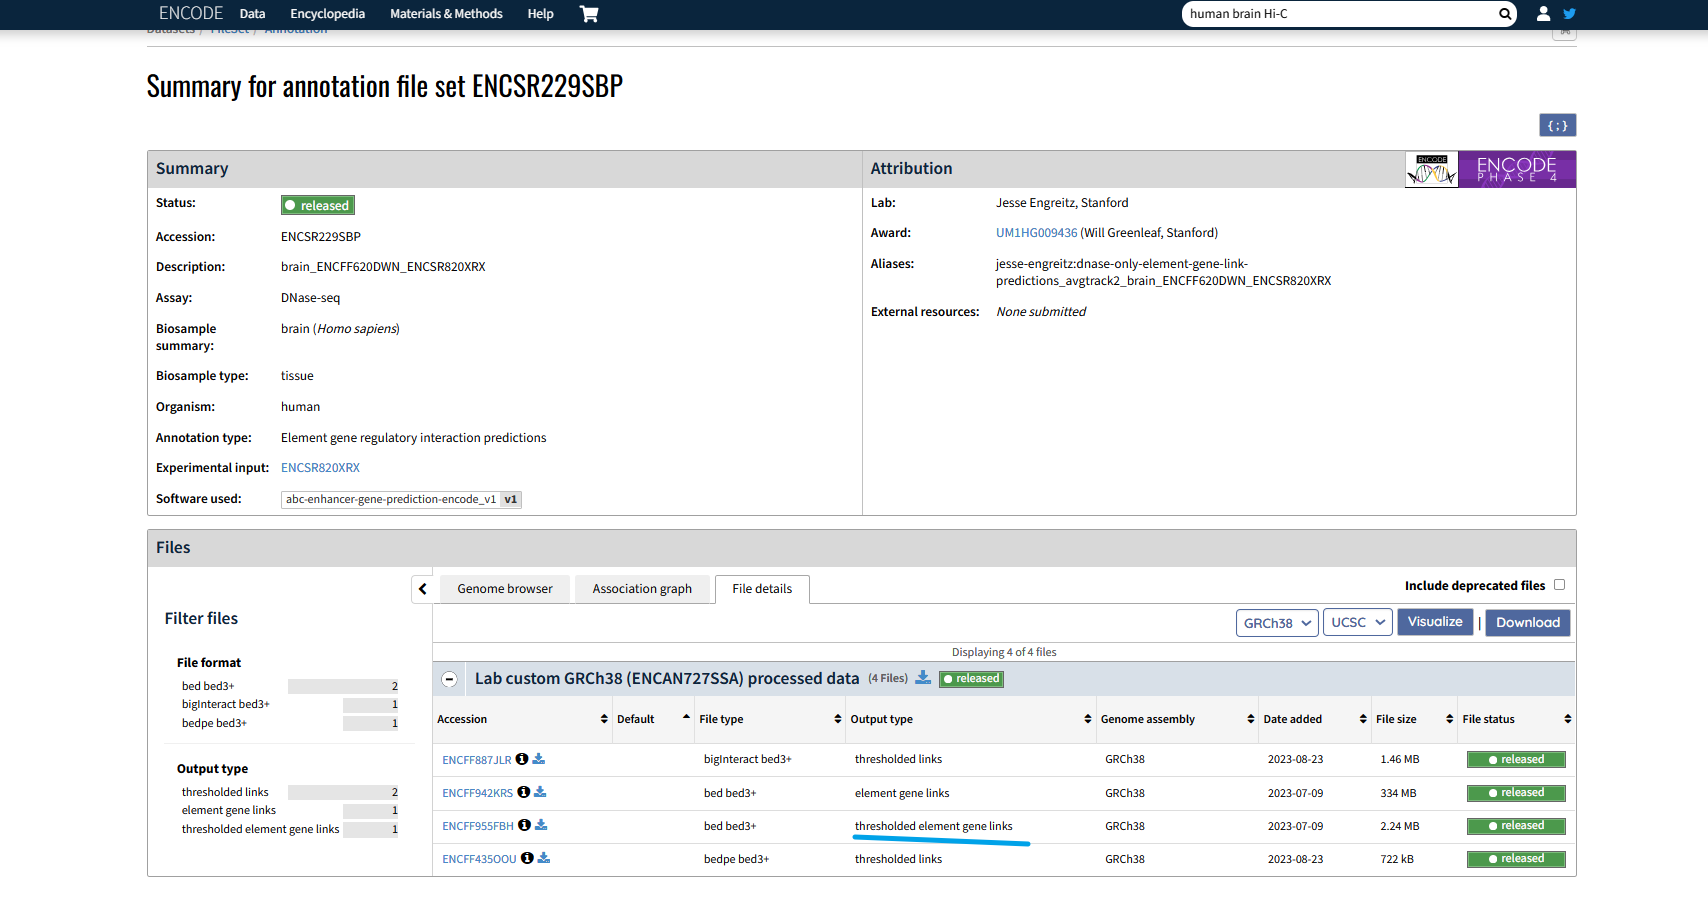 ENCODE Data Encyclopedia Materials & Methods Help human brain Hi-C
Datasets / FileSet / Annotation
Summary for annotation file set ENCSR229SBP
{;}
Summary
Attribution
ENCODE
ENCODE
PHASE 4
Status: released
Accession: ENCSR229SBP
Description: brain_ENCFF620DWN_ENCSR820XRX
Assay: DNase-seq
Biosample summary: brain (Homo sapiens)
Biosample type: tissue
Organism: human
Annotation type: Element gene regulatory interaction predictions
Experimental input: ENCSR820XRX
Software used: abc-enhancer-gene-prediction-encode_v1 v1
Lab: Jesse Engreitz, Stanford
Award: UM1HG009436 (Will Greenleaf, Stanford)
Aliases: jesse-engreitz:dnase-only-element-gene-link-
predictions_avgtrack2_brain_ENCFF620DWN_ENCSR820XRX
External resources: None submitted
Files
Genome browser Association graph File details
Include deprecated files
Filter files
File format
bed bed3+ 2
bigInteract bed3+ 1
bedpe bed3+ 1
Output type
thresholded links 2
element gene links 1
thresholded element gene links 1
GRCh38 UCSC Visualize | Download
Displaying 4 of 4 files
Lab custom GRCh38 (ENCAN727SSA) processed data (4 Files) released
Accession Default File type Output type Genome assembly Date added File size File status
ENCFF887JLR bigInteract bed3+ thresholded links GRCh38 2023-08-23 1.46 MB released
ENCFF942KRS bed bed3+ element gene links GRCh38 2023-07-09 334 MB released
ENCFF955FBH bed bed3+ thresholded element gene links GRCh38 2023-07-09 2.24 MB released
ENCFF435OOU bedpe bed3+ thresholded links GRCh38 2023-08-23 722 kB released